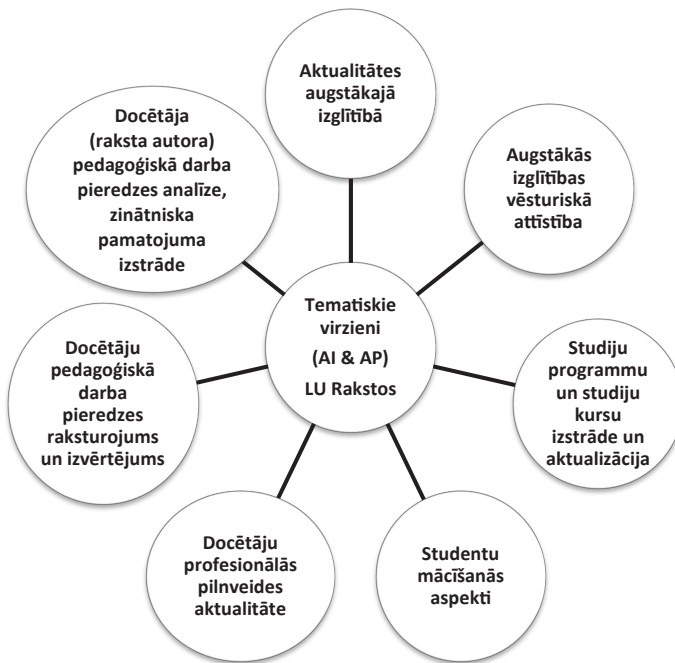 Aktualitātes
augstākajā
izglītībā
Augstākās
izglītības
vēsturiskā
attīstība
Studiju
programmu
un studiju
kursu
izstrāde un
aktualizācija
Studentu
mācīšanās
aspekti
Docētāju
profesionālās
pilnveides
aktualitāte
Docētāju
pedagoģiskā
darba
pieredzes
raksturojums
un izvērtējums
Docētāja
(raksta autora)
pedagoģiskā darba
pieredzes analīze,
zinātniska
pamatojuma
izstrāde
Tematiskie
virzieni
(AI & AP)
LU Rakstos